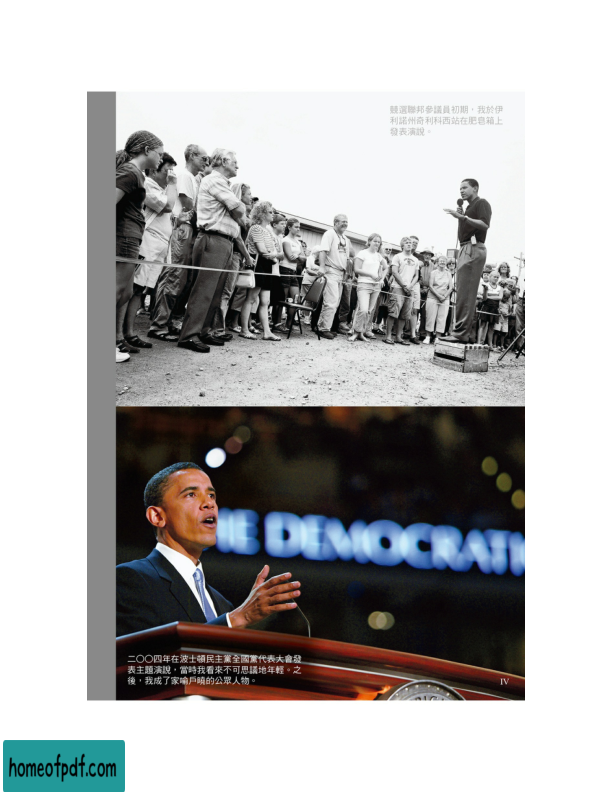 競選聯邦參議員初期，我於伊
利諾州奇利科西站在肥皂箱上
發表演說。
HE DEMOCRATI
二〇〇四年在波士頓民主黨全國黨代表大會發
表主題演說，當時我看來不可思議地年輕。之
後，我成了家喻戶曉的公眾人物。
IV
homeofpdf.com